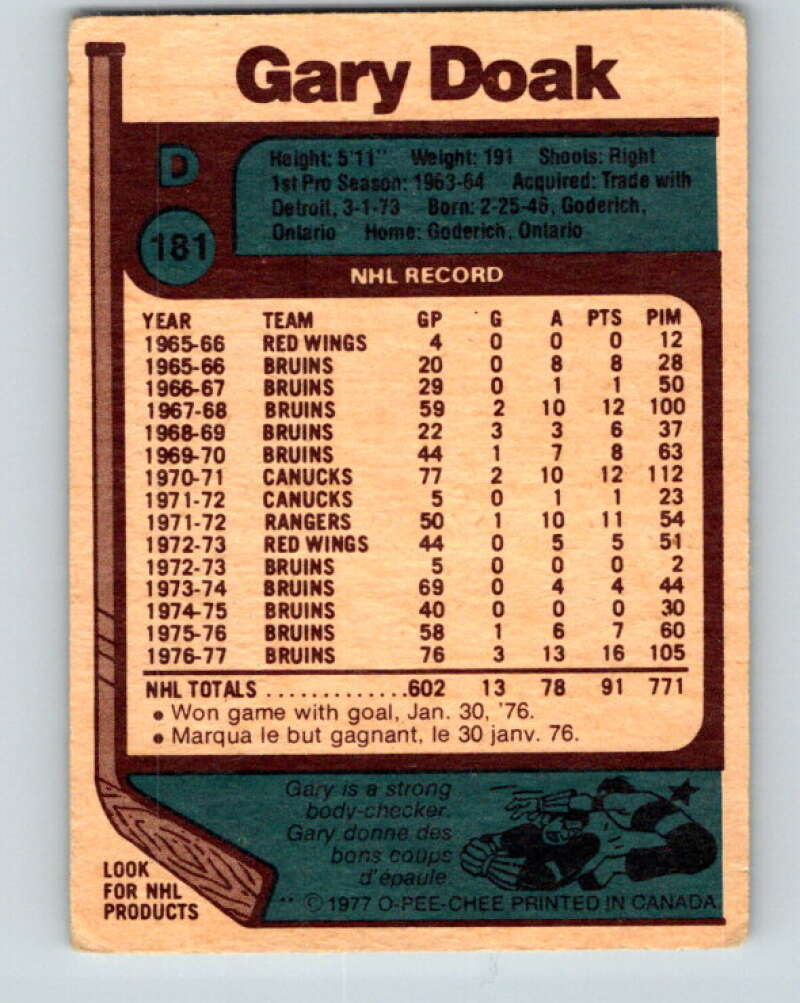 Gary Doak
D
Height: 5'11" Weight: 191 Shoots: Right
1st Pro Season: 1963-64 Acquired: Trade with
Detroit, 3-1-73 Born: 2-25-46, Goderich,
Ontario Home: Goderich, Ontario
181
NHL RECORD
YEAR TEAM GP G A PTS PIM
1965-66 RED WINGS 4 0 0 0 12
1965-66 BRUINS 20 0 8 8 28
1966-67 BRUINS 29 0 1 1 50
1967-68 BRUINS 59 2 10 12 100
1968-69 BRUINS 22 3 3 6 37
1969-70 BRUINS 44 1 7 8 63
1970-71 CANUCKS 77 2 10 12 112
1971-72 CANUCKS 5 0 1 1 23
1971-72 RANGERS 50 1 10 11 54
1972-73 RED WINGS 44 0 5 5 51
1972-73 BRUINS 5 0 0 0 2
1973-74 BRUINS 69 0 4 4 44
1974-75 BRUINS 40 0 0 0 30
1975-76 BRUINS 58 1 6 7 60
1976-77 BRUINS 76 3 13 16 105
NHL TOTALS .............602 13 78 91 771
• Won game with goal, Jan. 30, '76.
• Marqua le but gagnant, le 30 janv. 76.
Gary is a strong
body-checker.
Gary donne des
bons coups
d'épaule
LOOK
FOR NHL
PRODUCTS
** © 1977 O-PEE-CHEE PRINTED IN CANADA.